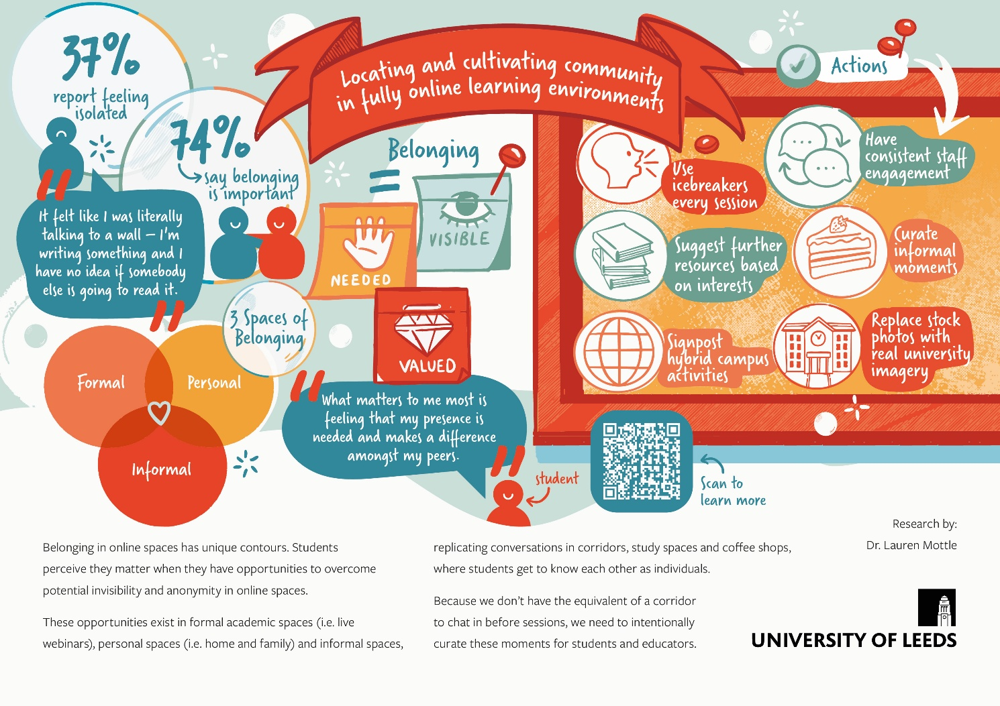 Locating and cultivating community
in fully online learning environments
37%
report feeling
isolated
74%
say belonging
is important
It felt like I was literally
talking to a wall – I'm
writing something and I
have no idea if somebody
else is going to read it.
3 Spaces of
Belonging
Formal
Personal
Informal
Belonging
=
VISIBLE
NEEDED
VALUED
What matters to me most is
feeling that my presence is
needed and makes a difference
amongst my peers.
student
Actions
Use
icebreakers
every session
Have
consistent staff
engagement
Suggest further
resources based
on interests
Curate
informal
moments
Signpost
hybrid campus
activities
Replace stock
photos with
real university
imagery
Scan to
learn more
Belonging in online spaces has unique contours. Students
perceive they matter when they have opportunities to overcome
potential invisibility and anonymity in online spaces.
These opportunities exist in formal academic spaces (i.e. live
webinars), personal spaces (i.e. home and family) and informal spaces,
replicating conversations in corridors, study spaces and coffee shops,
where students get to know each other as individuals.
Because we don't have the equivalent of a corridor
to chat in before sessions, we need to intentionally
curate these moments for students and educators.
Research by:
Dr. Lauren Mottle
UNIVERSITY OF LEEDS